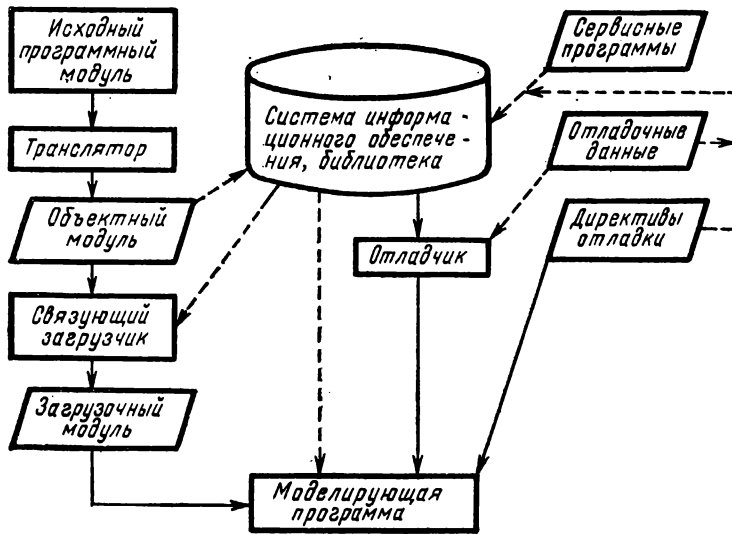 Исходный
программный
модуль
Транслятор
Объектный
модуль
Связующий
загрузчик
Загрузочный
модуль
Система информа-
ционного обеспече-
ния, библиотека
Отладчик
Моделирующая
программа
Сервисные
программы
Отладочные
данные
Директивы
отладки